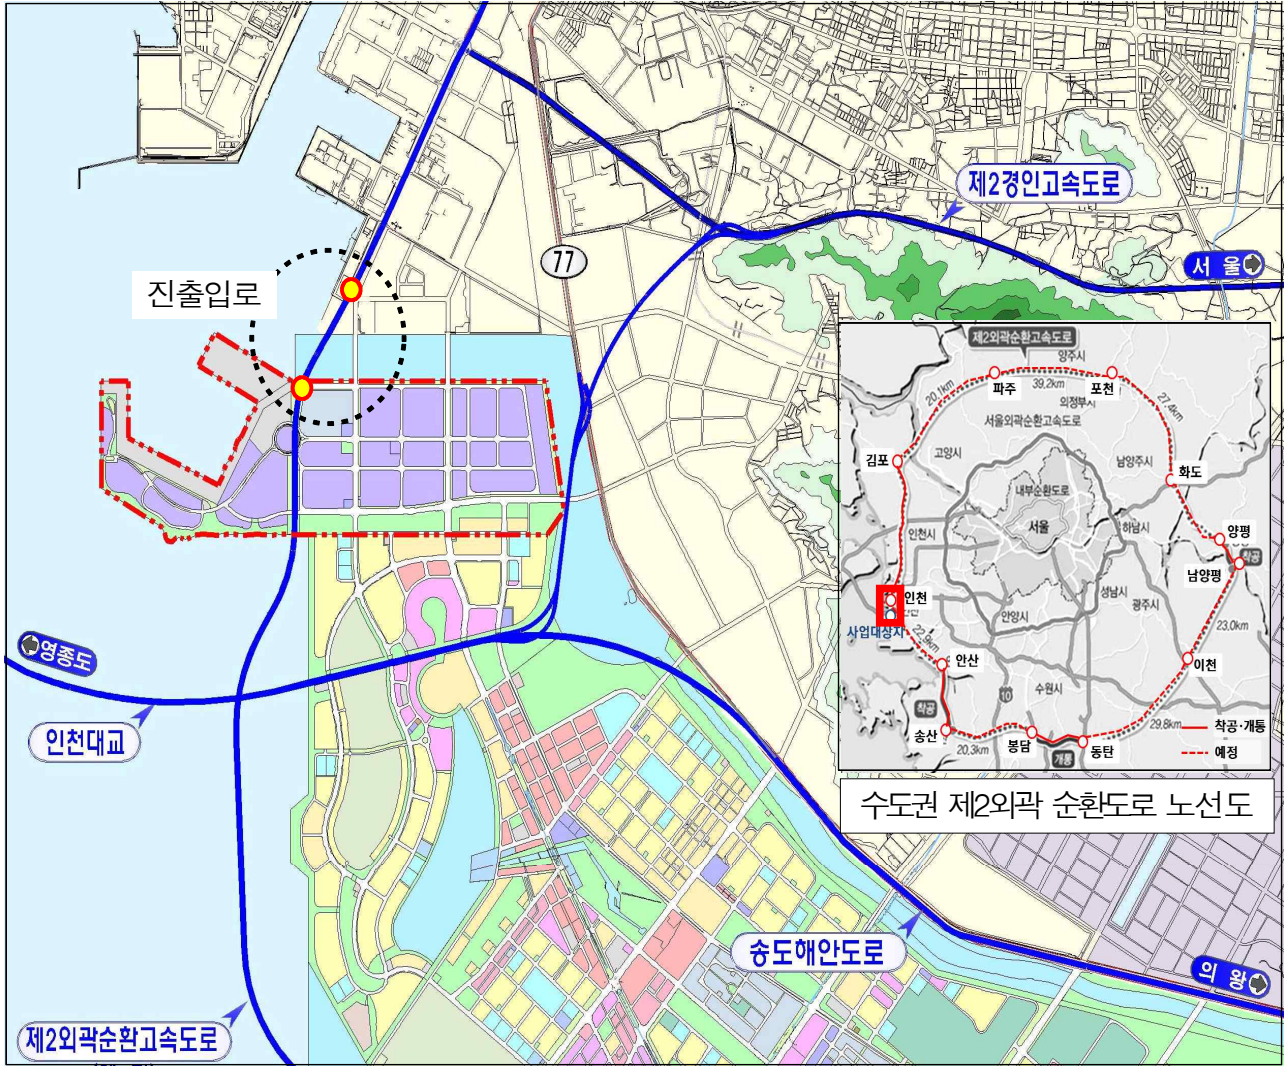 제2경인고속도로
서 울
77
진출입로
영종도
인천대교
제2외곽순환고속도로
송도해안도로
의 왕
제2외곽순환고속도로
양주시
파주
39.2km
포천
20.1km
의정부시
27.4km
서울외곽순환고속도로
김포
고양시
남양주시
화도
내부순환도로
서울
인천시
하남시
양평
착공
남양평
성남시
광주시
인천
안양시
사업대상지
22.9km
23.0km
안산
이천
수원시
10
착공
송산
20.3km
봉담
개통
동탄
29.8km
착공·개통
예정
수도권 제2외곽 순환도로 노선도